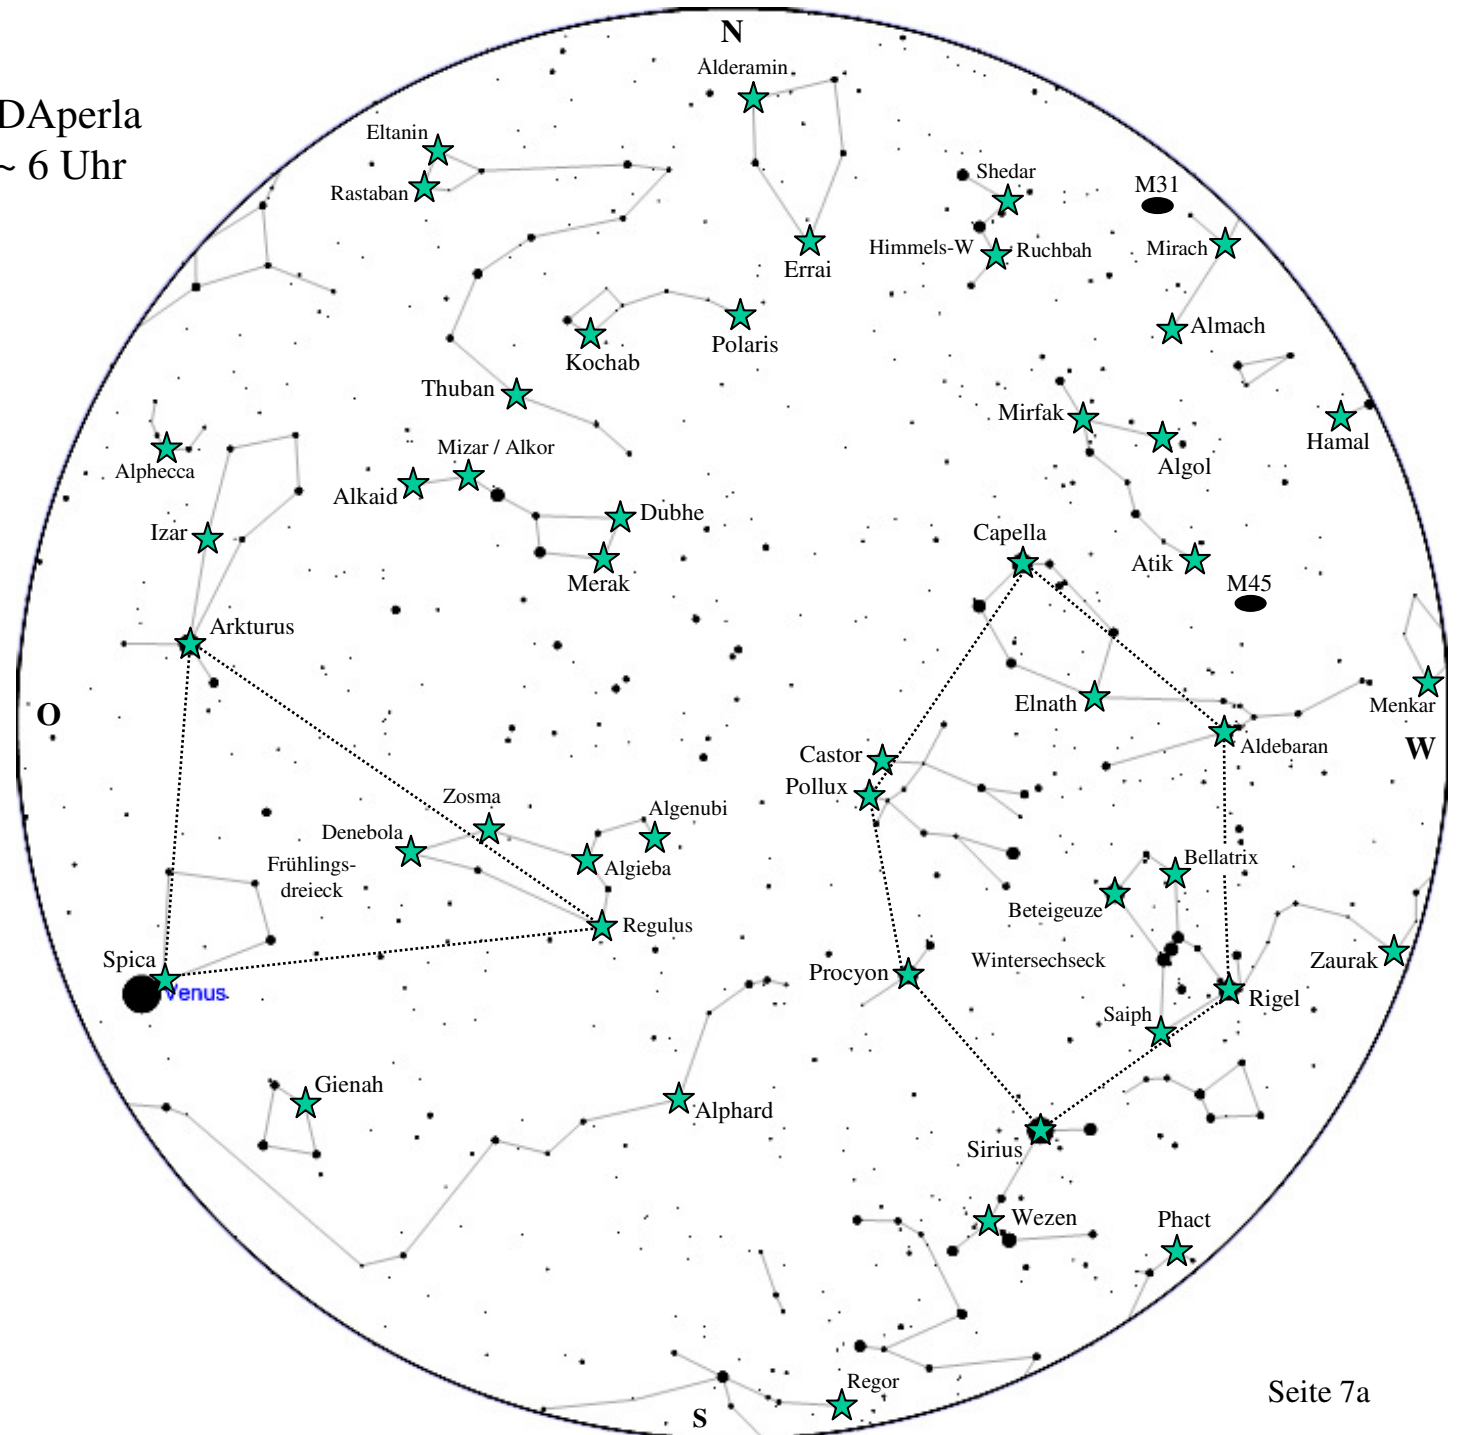 N
Alderamin
DAperla
~ 6 Uhr
Eltanin
Rastaban
Shedar
M31
Himmels-W
Ruchbah
Mirach
Errai
Almach
Polaris
Kochab
Thuban
Mirfak
Hamal
Algol
Mizar / Alkor
Alphecca
Alkaid
Dubhe
Izar
Capella
Atik
Merak
M45
Arkturus
O
Elnath
Menkar
W
Aldebaran
Castor
Pollux
Zosma
Algenubi
Denebola
Frühlings-
dreieck
Algieba
Bellatrix
Beteigeuze
Regulus
Spica
Venus
Procyon
Wintersechseck
Zaurak
Rigel
Saiph
Gienah
Alphard
Sirius
Wezen
Phact
Regor
Seite 7a
S